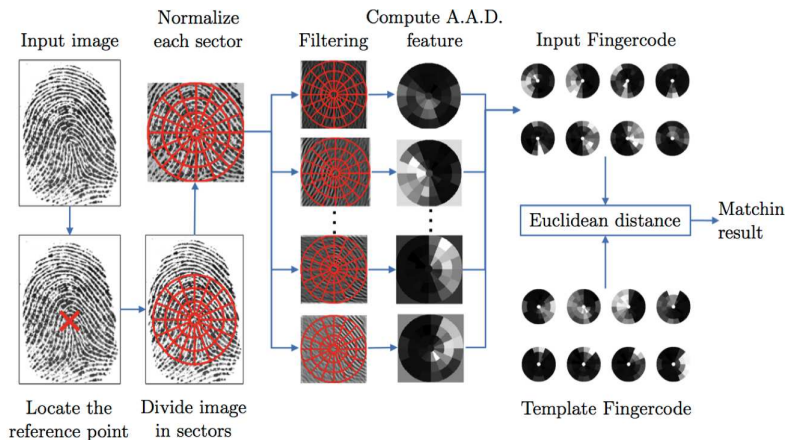 Input image
Normalize
each sector
Filtering
Compute A.A.D.
feature
Input Fingercode
Euclidean distance
Matchin
result
Locate the
reference point
Divide image
in sectors
Template Fingercode